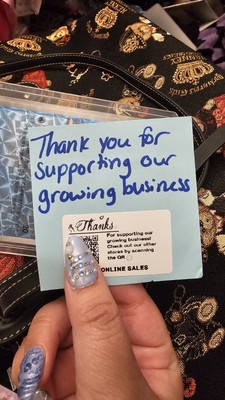 Thank you for
Supporting our
growing business
Thanks
For supporting our
growing business!
Check out our other
stores by scanning
the QR
ONLINE SALES